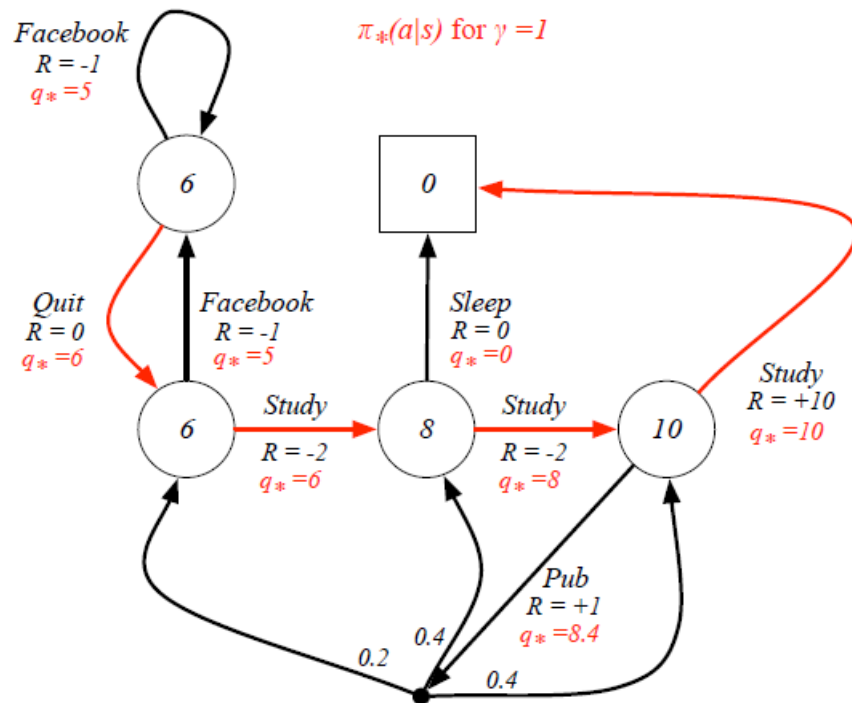 Facebook
R = -1
q* =5
π*(a|s) for γ =1
6
0
Quit
R = 0
q* =6
Facebook
R = -1
q* =5
Sleep
R = 0
q* =0
Study
R = +10
q* =10
6
Study
R = -2
q* =6
8
Study
R = -2
q* =8
10
Pub
R = +1
q* =8.4
0.2
0.4
0.4